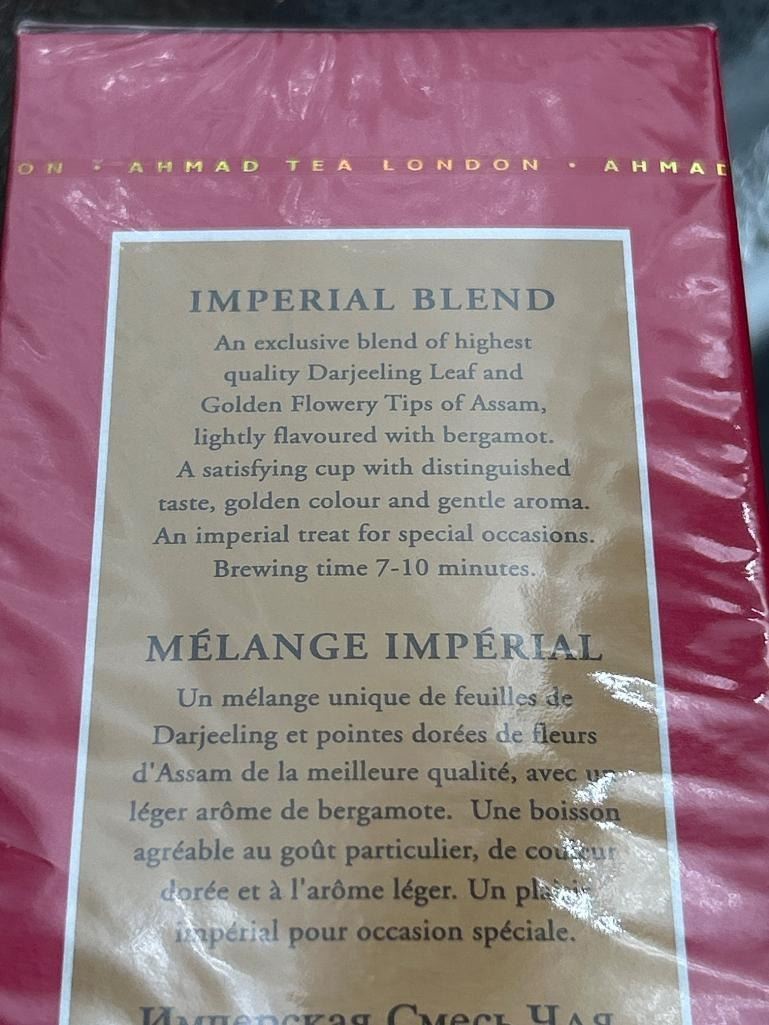 ON • AHMAD TEA LONDON • AHMAD
IMPERIAL BLEND
An exclusive blend of highest
quality Darjeeling Leaf and
Golden Flowery Tips of Assam,
lightly flavoured with bergamot.
A satisfying cup with distinguished
taste, golden colour and gentle aroma.
An imperial treat for special occasions.
Brewing time 7-10 minutes.
MÉLANGE IMPÉRIAL
Un mélange unique de feuilles de
Darjeeling et pointes dorées de fleurs
d'Assam de la meilleure qualité, avec un
léger arôme de bergamote. Une boisson
agréable au goût particulier, de couleur
dorée et à l'arôme léger. Un plaisir
impérial pour occasion spéciale.
Имперская Смесь Чая